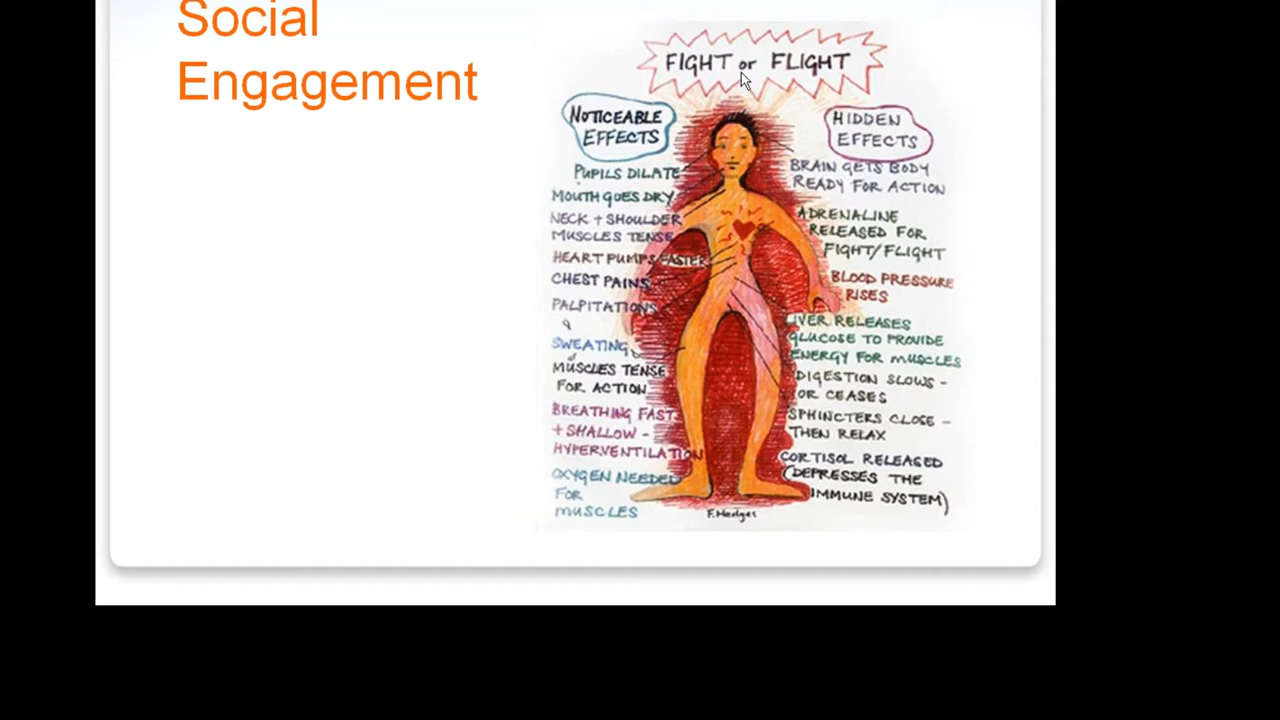 Social
Engagement
FIGHT or FLIGHT
NOTICEABLE
EFFECTS
PUPILS DILATE
MOUTH GOES DRY
NECK + SHOULDER
MUSCLES TENSE
HEART PUMPS FASTER
CHEST PAINS
PALPITATIONS
SWEATING
MUSCLES TENSE
FOR ACTION
BREATHING FAST
+ SHALLOW -
HYPERVENTILATION
OXYGEN NEEDED
FOR
MUSCLES
HIDDEN
EFFECTS
BRAIN GETS BODY
READY FOR ACTION
ADRENALINE
RELEASED FOR
FIGHT/FLIGHT
BLOOD PRESSURE
RISES
LIVER RELEASES
GLUCOSE TO PROVIDE
ENERGY FOR MUSCLES
DIGESTION SLOWS -
OR CEASES
SPHINCTERS CLOSE -
THEN RELAX
CORTISOL RELEASED
(DEPRESSES THE
IMMUNE SYSTEM)
F. Hedges